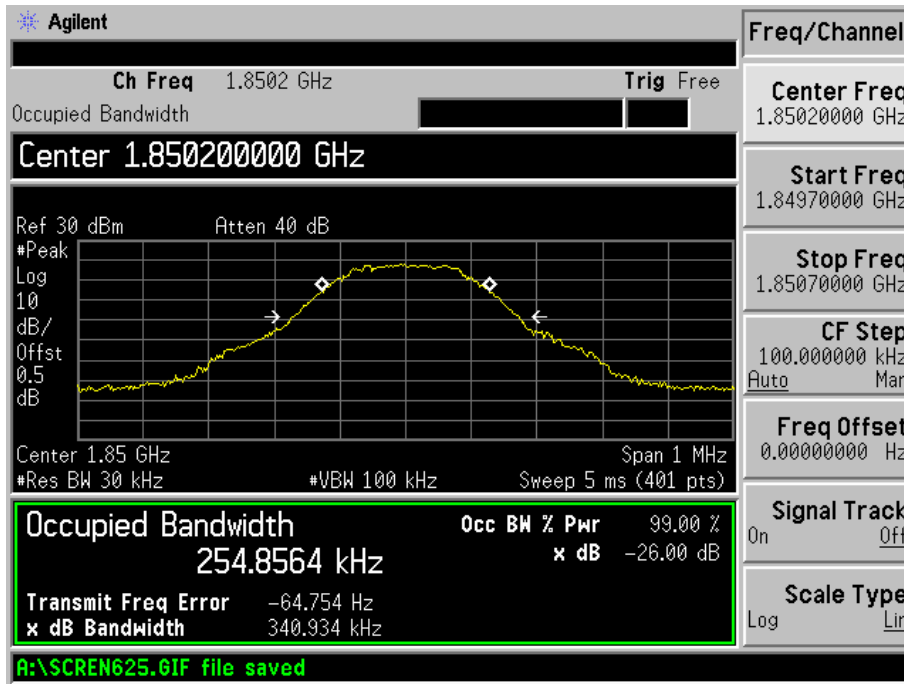 Agilent
Ch Freq 1.8502 GHz Trig Free
Occupied Bandwidth
Center 1.850200000 GHz
Ref 30 dBm Atten 40 dB
#Peak
Log
10
dB/
Offst
0.5
dB
Center 1.85 GHz Span 1 MHz
#Res BW 30 kHz #VBW 100 kHz Sweep 5 ms (401 pts)
Occupied Bandwidth Occ BW % Pwr 99.00 %
254.8564 kHz x dB -26.00 dB
Transmit Freq Error -64.754 Hz
x dB Bandwidth 340.934 kHz
A:\SCREN625.GIF file saved
Freq/Channel
Center Freq
1.85020000 GHz
Start Freq
1.84970000 GHz
Stop Freq
1.85070000 GHz
CF Step
100.000000 kHz
Auto Man
Freq Offset
0.00000000 Hz
Signal Track
On Off
Scale Type
Log Lin